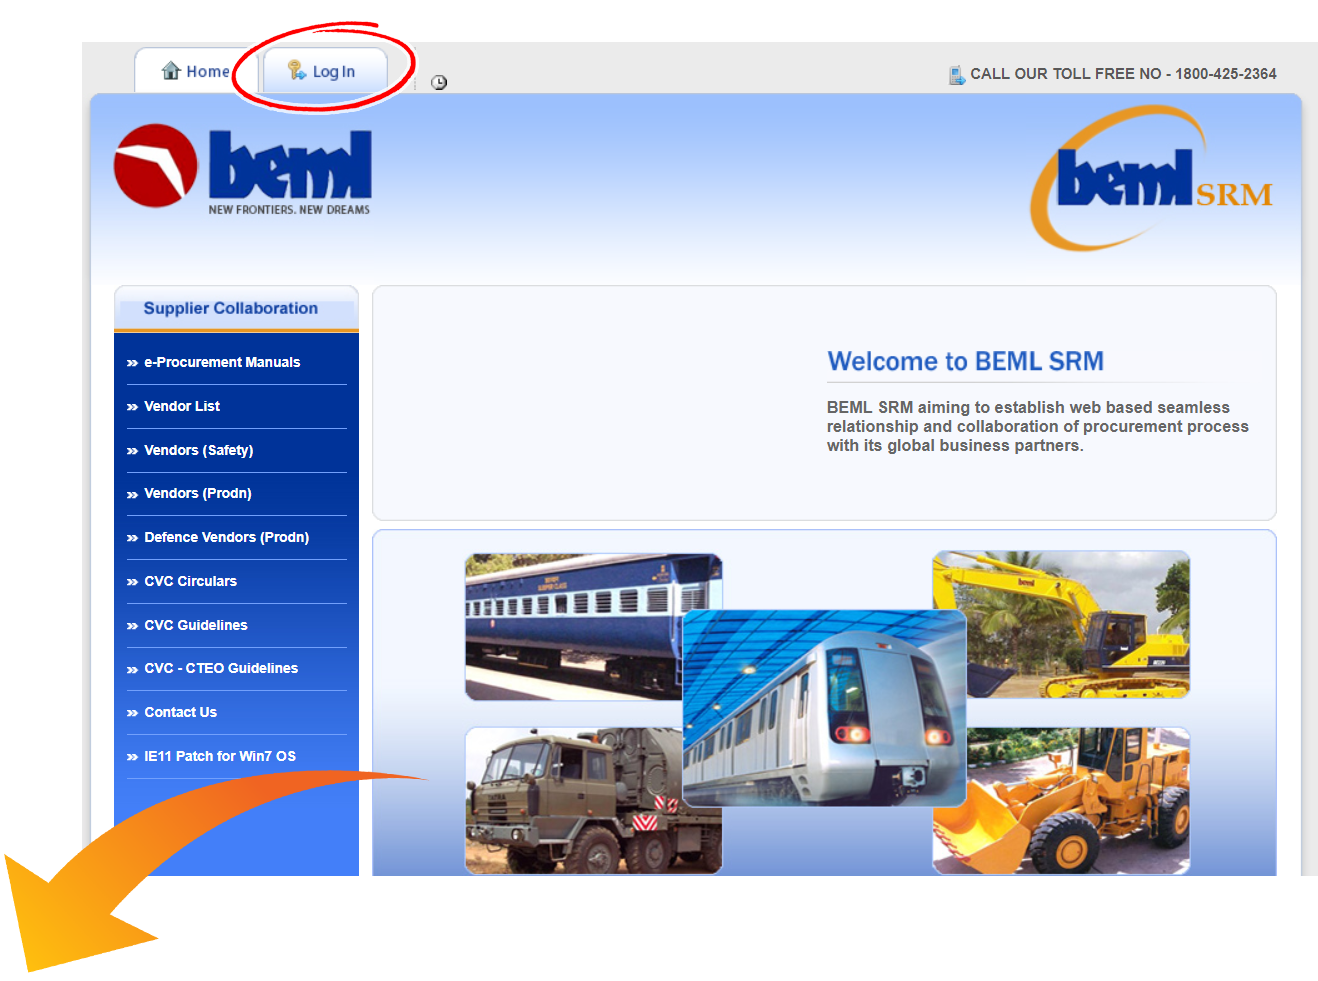 Home
Log In
CALL OUR TOLL FREE NO - 1800-425-2364
beml
NEW FRONTIERS. NEW DREAMS
beml SRM
Supplier Collaboration
» e-Procurement Manuals
» Vendor List
» Vendors (Safety)
» Vendors (Prodn)
» Defence Vendors (Prodn)
» CVC Circulars
» CVC Guidelines
» CVC - CTEO Guidelines
» Contact Us
» IE11 Patch for Win7 OS
Welcome to BEML SRM
BEML SRM aiming to establish web based seamless
relationship and collaboration of procurement process
with its global business partners.
beml
TATRA